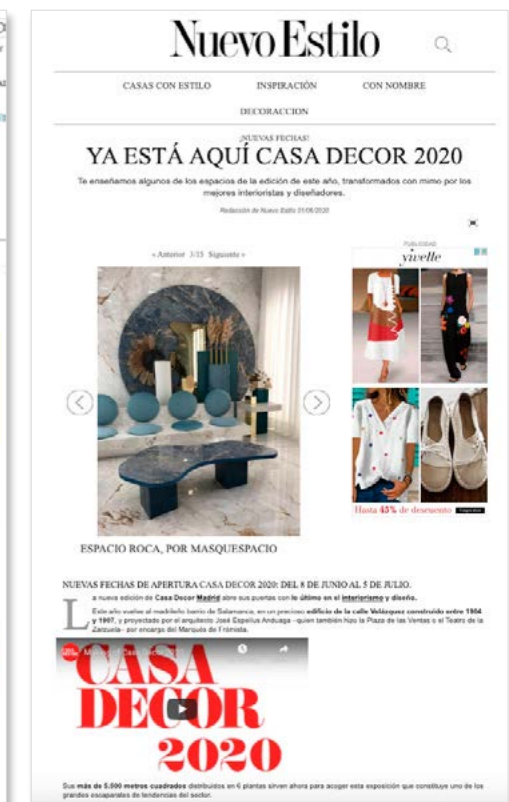 Nuevo Estilo
CASAS CON ESTILO INSPIRACIÓN CON NOMBRE
DECORACCION
¡NUEVAS FECHAS!
YA ESTÁ AQUÍ CASA DECOR 2020
Te enseñamos algunos de los espacios de la edición de este año, transformados con mimo por los
mejores interioristas y diseñadores.
Redacción de Nuevo Estilo 01/06/2020
PUBLICIDAD
« Anterior 3/15 Siguiente »
yivelle
Hasta 45% de descuento
ESPACIO ROCA, POR MASQUESPACIO
NUEVAS FECHAS DE APERTURA CASA DECOR 2020: DEL 8 DE JUNIO AL 5 DE JULIO.
La nueva edición de Casa Decor Madrid abre sus puertas con lo último en el interiorismo y diseño.
Este año vuelve al madrileño barrio de Salamanca, en un precioso edificio de la calle Velázquez construido entre 1904
y 1907, y proyectado por el arquitecto José Espelius Anduaga -quien también hizo la Plaza de las Ventas o el Teatro de la
Zarzuela- por encargo del Marqués de Frómista.
CASA
DECOR
2020
Sus más de 5.000 metros cuadrados distribuidos en 6 plantas sirven ahora para acoger esta exposición que constituye uno de los
grandes escaparates de tendencias del sector.